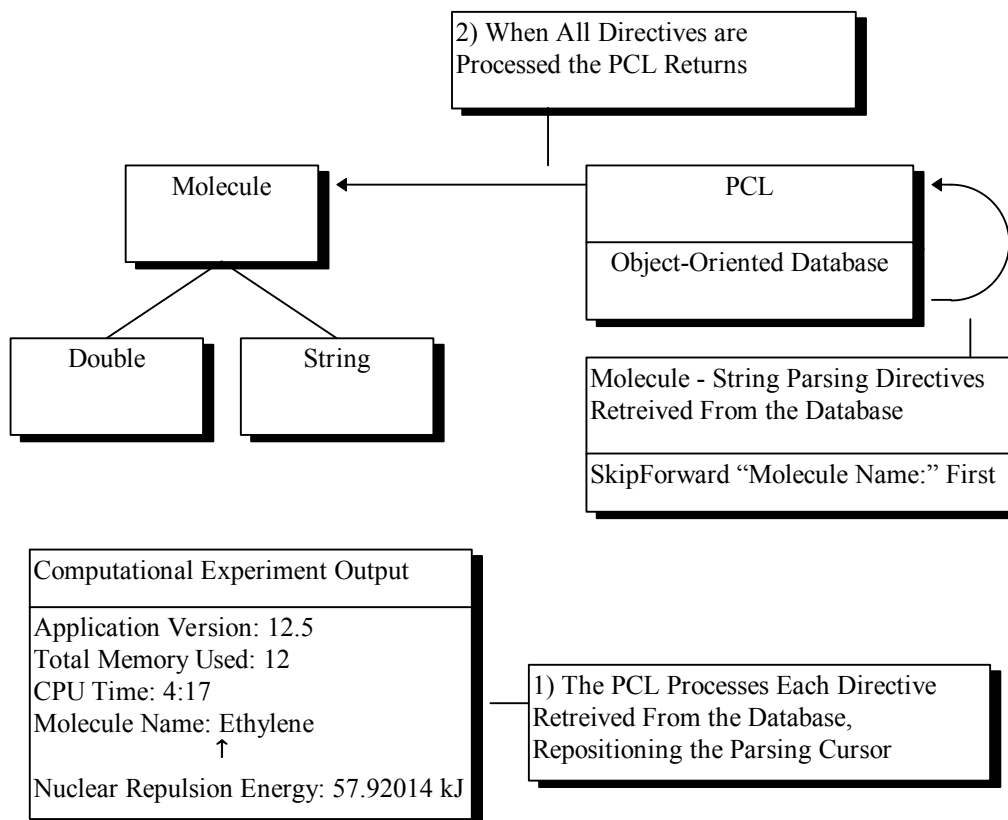 2) When All Directives are
Processed the PCL Returns
Molecule
PCL
Object-Oriented Database
Double
String
Molecule - String Parsing Directives
Retreived From the Database
SkipForward “Molecule Name:” First
Computational Experiment Output
Application Version: 12.5
Total Memory Used: 12
CPU Time: 4:17
Molecule Name: Ethylene
↑
Nuclear Repulsion Energy: 57.92014 kJ
1) The PCL Processes Each Directive
Retreived From the Database,
Repositioning the Parsing Cursor